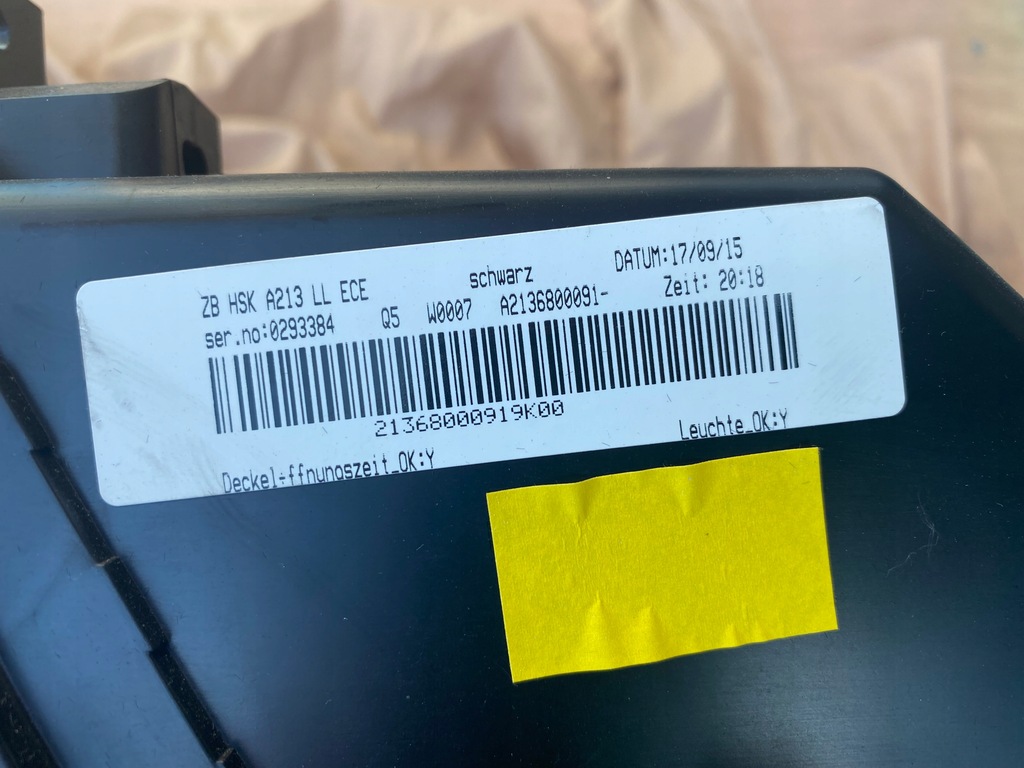 ZB HSK A213 LL ECE schwarz DATUM:17/09/15
ser.no:0293384 Q5 W0007 A2136800091- Zeit: 20:18
21368000919K00
Deckel÷ffnungszeit_OK:Y Leuchte_OK:Y